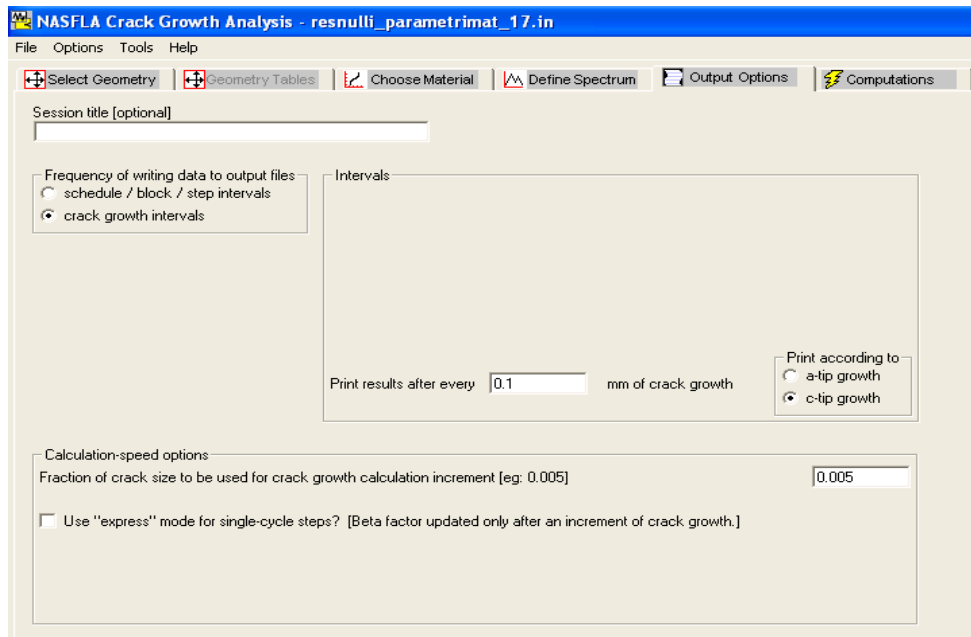 NASFLA Crack Growth Analysis - resnulli_parametrimat_17.in
File Options Tools Help
Select Geometry Geometry Tables Choose Material Define Spectrum Output Options Computations
Session title [optional]
Frequency of writing data to output files
schedule / block / step intervals
crack growth intervals
Intervals
Print results after every 0.1 mm of crack growth
Print according to
a-tip growth
c-tip growth
Calculation-speed options
Fraction of crack size to be used for crack growth calculation increment [eg: 0.005] 0.005
Use "express" mode for single-cycle steps? [Beta factor updated only after an increment of crack growth.]